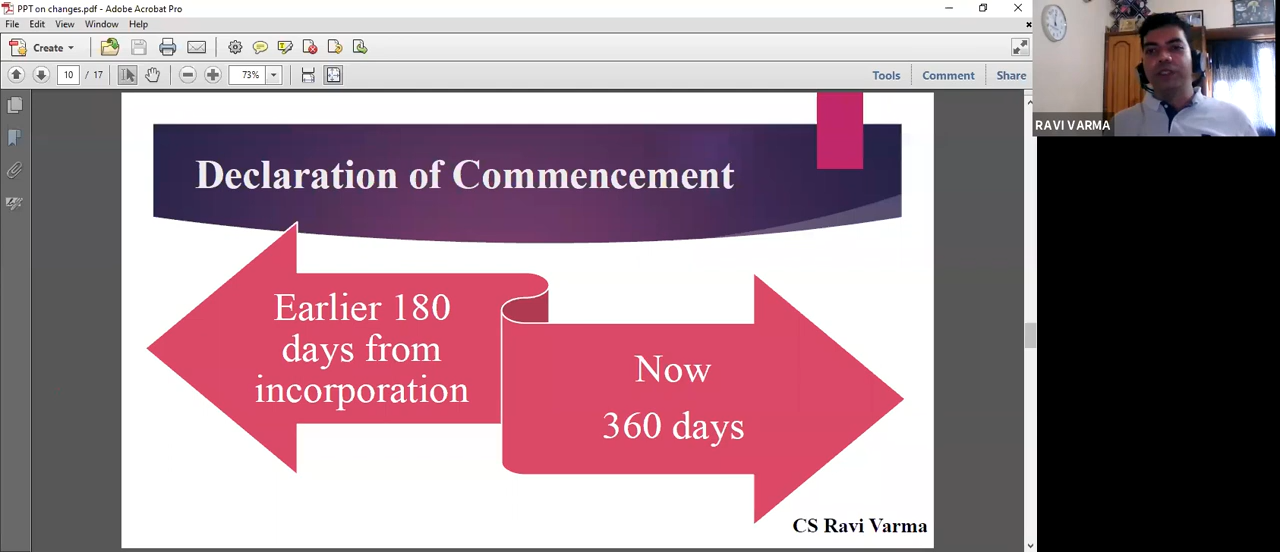 PPT on changes.pdf - Adobe Acrobat Pro
File Edit View Window Help
Create
10 / 17 73% Tools Comment Share
RAVI VARMA
Declaration of Commencement
Earlier 180
days from
incorporation
Now
360 days
CS Ravi Varma